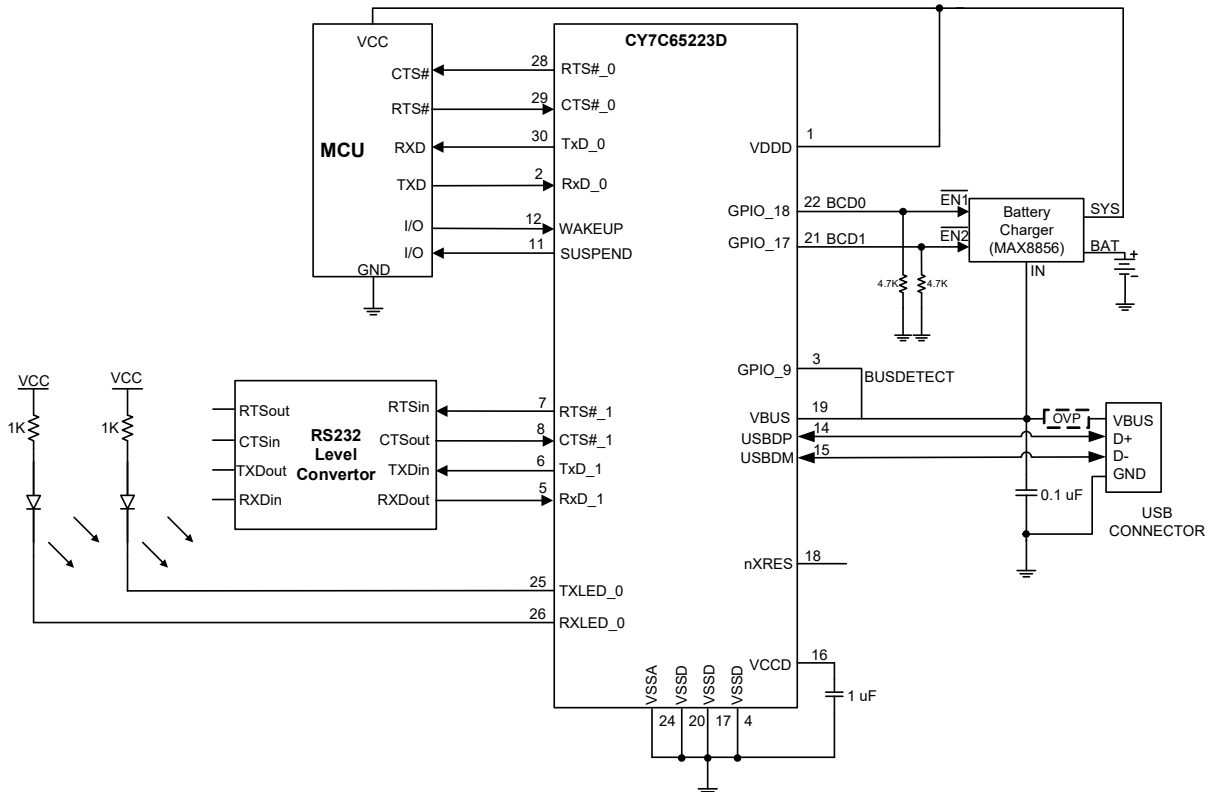 CY7C65223D
VCC
CTS#
RTS#
RXD
TXD
I/O
I/O
GND
MCU
28
29
30
2
12
11
RTS#_0
CTS#_0
TxD_0
RxD_0
WAKEUP
SUSPEND
VDDD
1
GPIO_18
22 BCD0
GPIO_17
21 BCD1
EN1
EN2
Battery
Charger
(MAX8856)
SYS
BAT
+
-
IN
4.7K
4.7K
GPIO_9
3
BUSDETECT
VBUS
19
USBDP
14
USBDM
15
OVP
VBUS
D+
D-
GND
0.1 uF
USB
CONNECTOR
nXRES
18
VCCD
16
1 uF
VCC
VCC
1K
1K
RTSout
CTSin
TXDout
RXDin
RS232
Level
Convertor
RTSin
CTSout
TXDin
RXDout
7
8
6
5
RTS#_1
CTS#_1
TxD_1
RxD_1
25
TXLED_0
26
RXLED_0
VSSA
VSSD
VSSD
VSSD
24
20
17
4